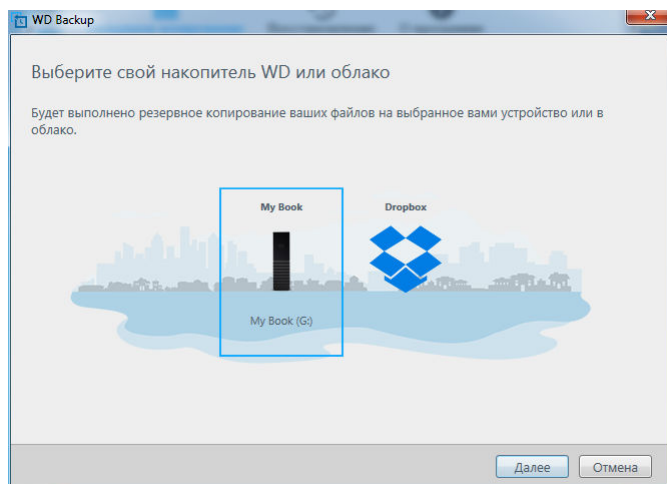 WD Backup
Выберите свой накопитель WD или облако
Будет выполнено резервное копирование ваших файлов на выбранное вами устройство или в
облако.
My Book
Dropbox
My Book (G:)
Далее
Отмена